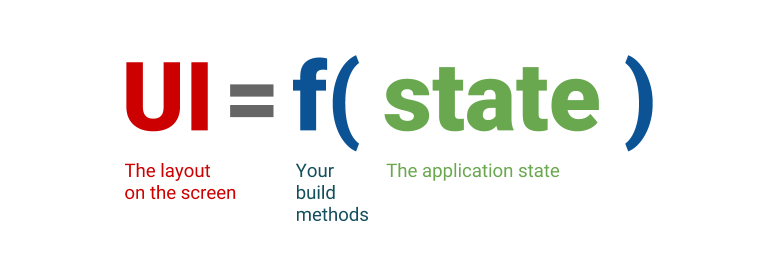 UI = f( state )
The layout
on the screen
Your
build
methods
The application state